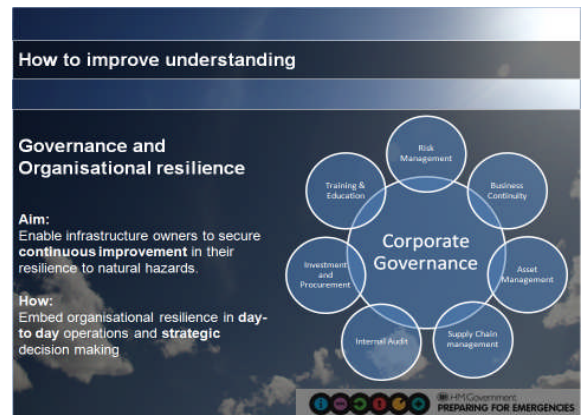 How to improve understanding
Governance and
Organisational resilience
Aim:
Enable infrastructure owners to secure
continuous improvement in their
resilience to natural hazards.
How:
Embed organisational resilience in day-
to day operations and strategic
decision making
Risk
Management
Business
Continuity
Asset
Management
Supply Chain
management
Internal Audit
Investment
and
Procurement
Training &
Education
Corporate
Governance
HM Government
PREPARING FOR EMERGENCIES